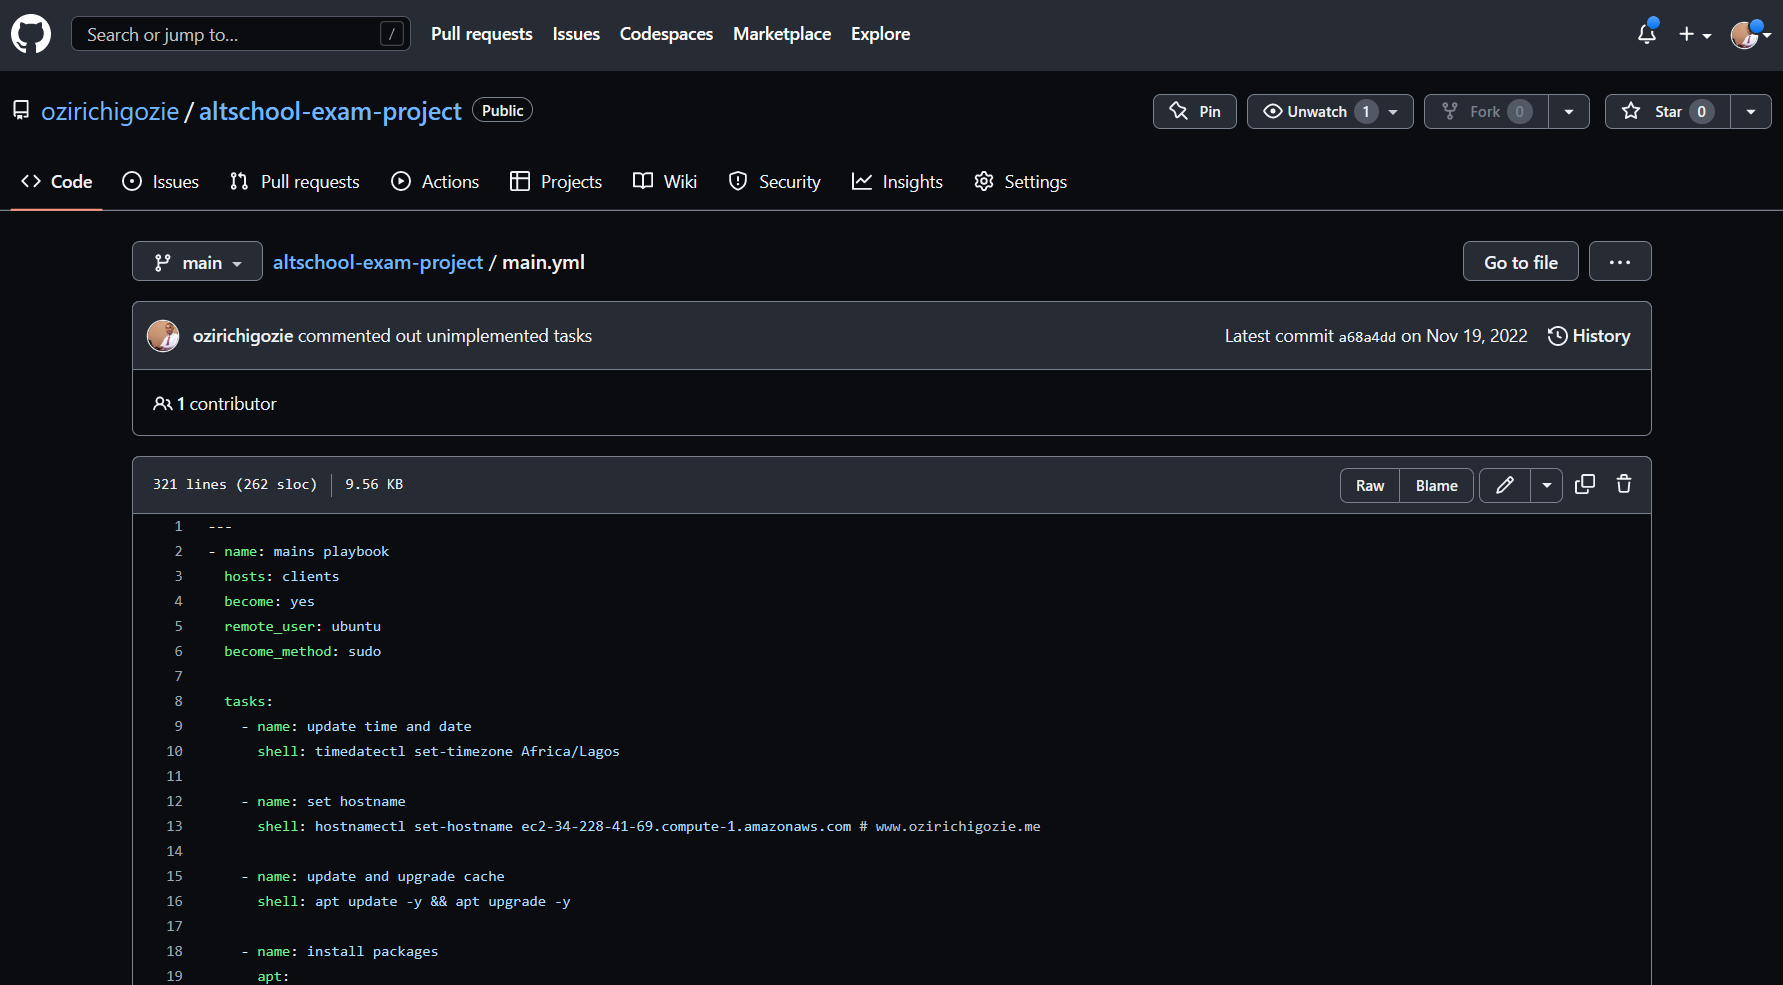 Search or jump to... /
Pull requests Issues Codespaces Marketplace Explore
ozirichigozie / altschool-exam-project Public
Pin Unwatch 1 Fork 0 Star 0
Code Issues Pull requests Actions Projects Wiki Security Insights Settings
main altschool-exam-project / main.yml Go to file ...
ozirichigozie commented out unimplemented tasks Latest commit a68a4dd on Nov 19, 2022 History
1 contributor
321 lines (262 sloc) 9.56 KB Raw Blame
1 ---
2 - name: mains playbook
3   hosts: clients
4   become: yes
5   remote_user: ubuntu
6   become_method: sudo
7
8   tasks:
9     - name: update time and date
10       shell: timedatectl set-timezone Africa/Lagos
11
12     - name: set hostname
13       shell: hostnamectl set-hostname ec2-34-228-41-69.compute-1.amazonaws.com # www.ozirichigozie.me
14
15     - name: update and upgrade cache
16       shell: apt update -y && apt upgrade -y
17
18     - name: install packages
19       apt: